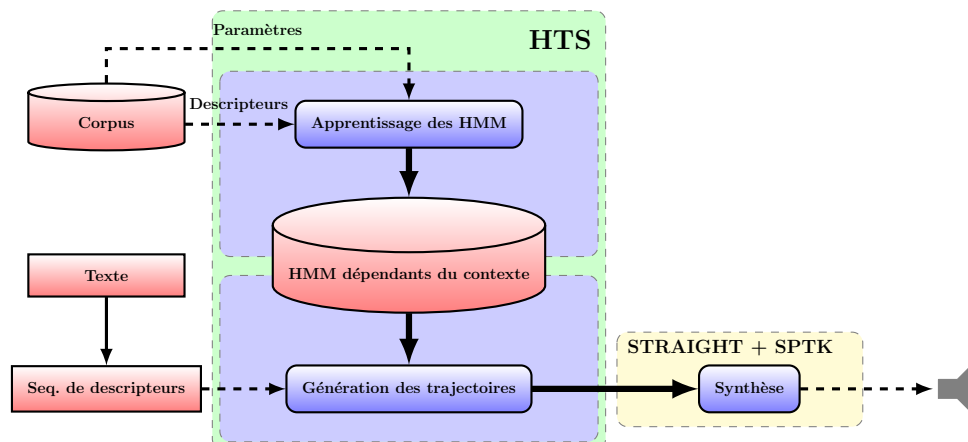 Paramètres
HTS
Descripteurs
Corpus
Apprentissage des HMM
HMM dépendants du contexte
Texte
STRAIGHT + SPTK
Seq. de descripteurs
Génération des trajectoires
Synthèse